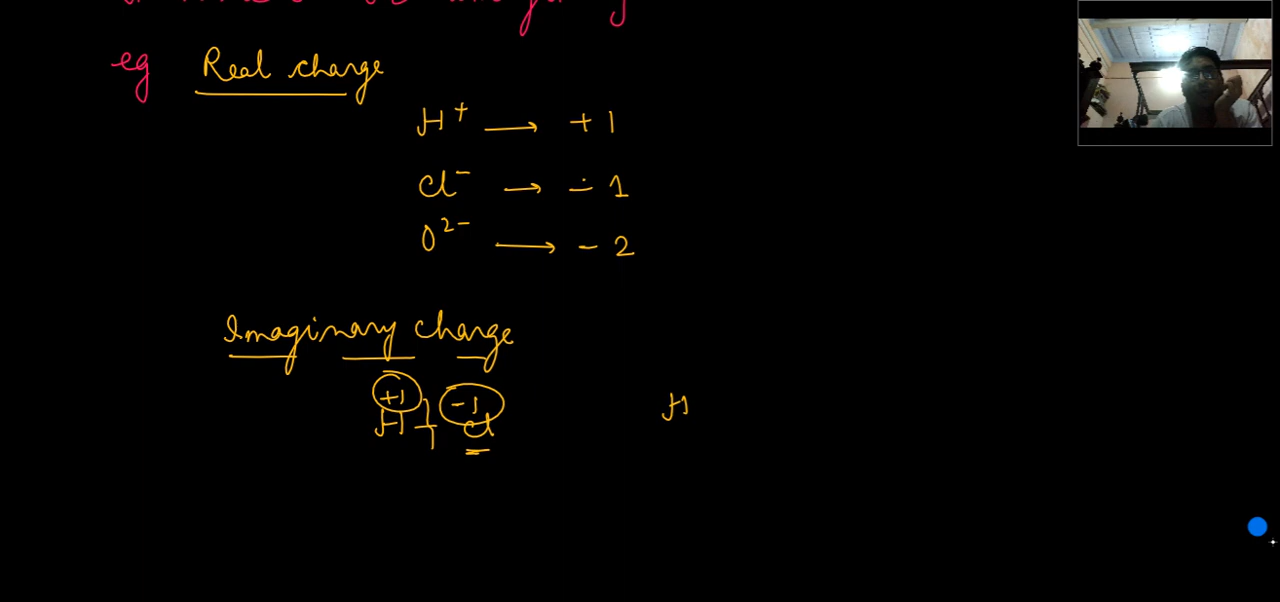 eg Real charge
H⁺ → +1
Cl⁻ → -1
O²⁻ → -2
Imaginary charge
+1 -1
H Cl H